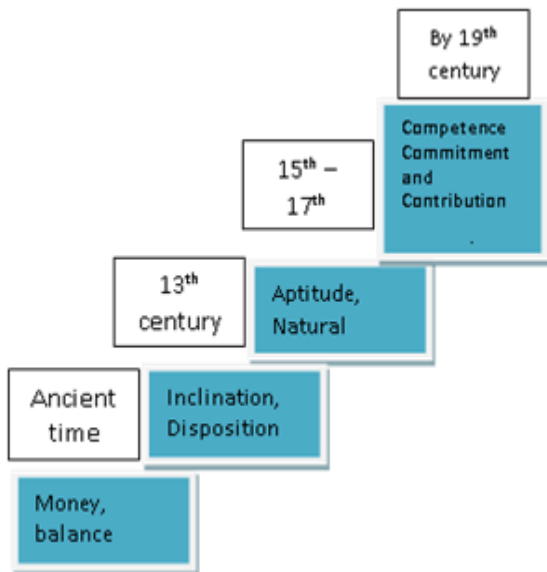 By 19th
century
Competence
Commitment
and
Contribution
.
15th –
17th
13th
century
Aptitude,
Natural
Ancient
time
Inclination,
Disposition
Money,
balance